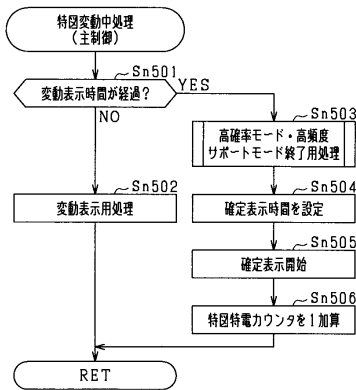 特図変動中処理
(主制御)
Sn501
変動表示時間が経過?
YES
NO
Sn503
高確率モード・高頻度
サポートモード終了用処理
Sn502
変動表示用処理
Sn504
確定表示時間を設定
Sn505
確定表示開始
Sn506
特図特電カウンタを1加算
RET